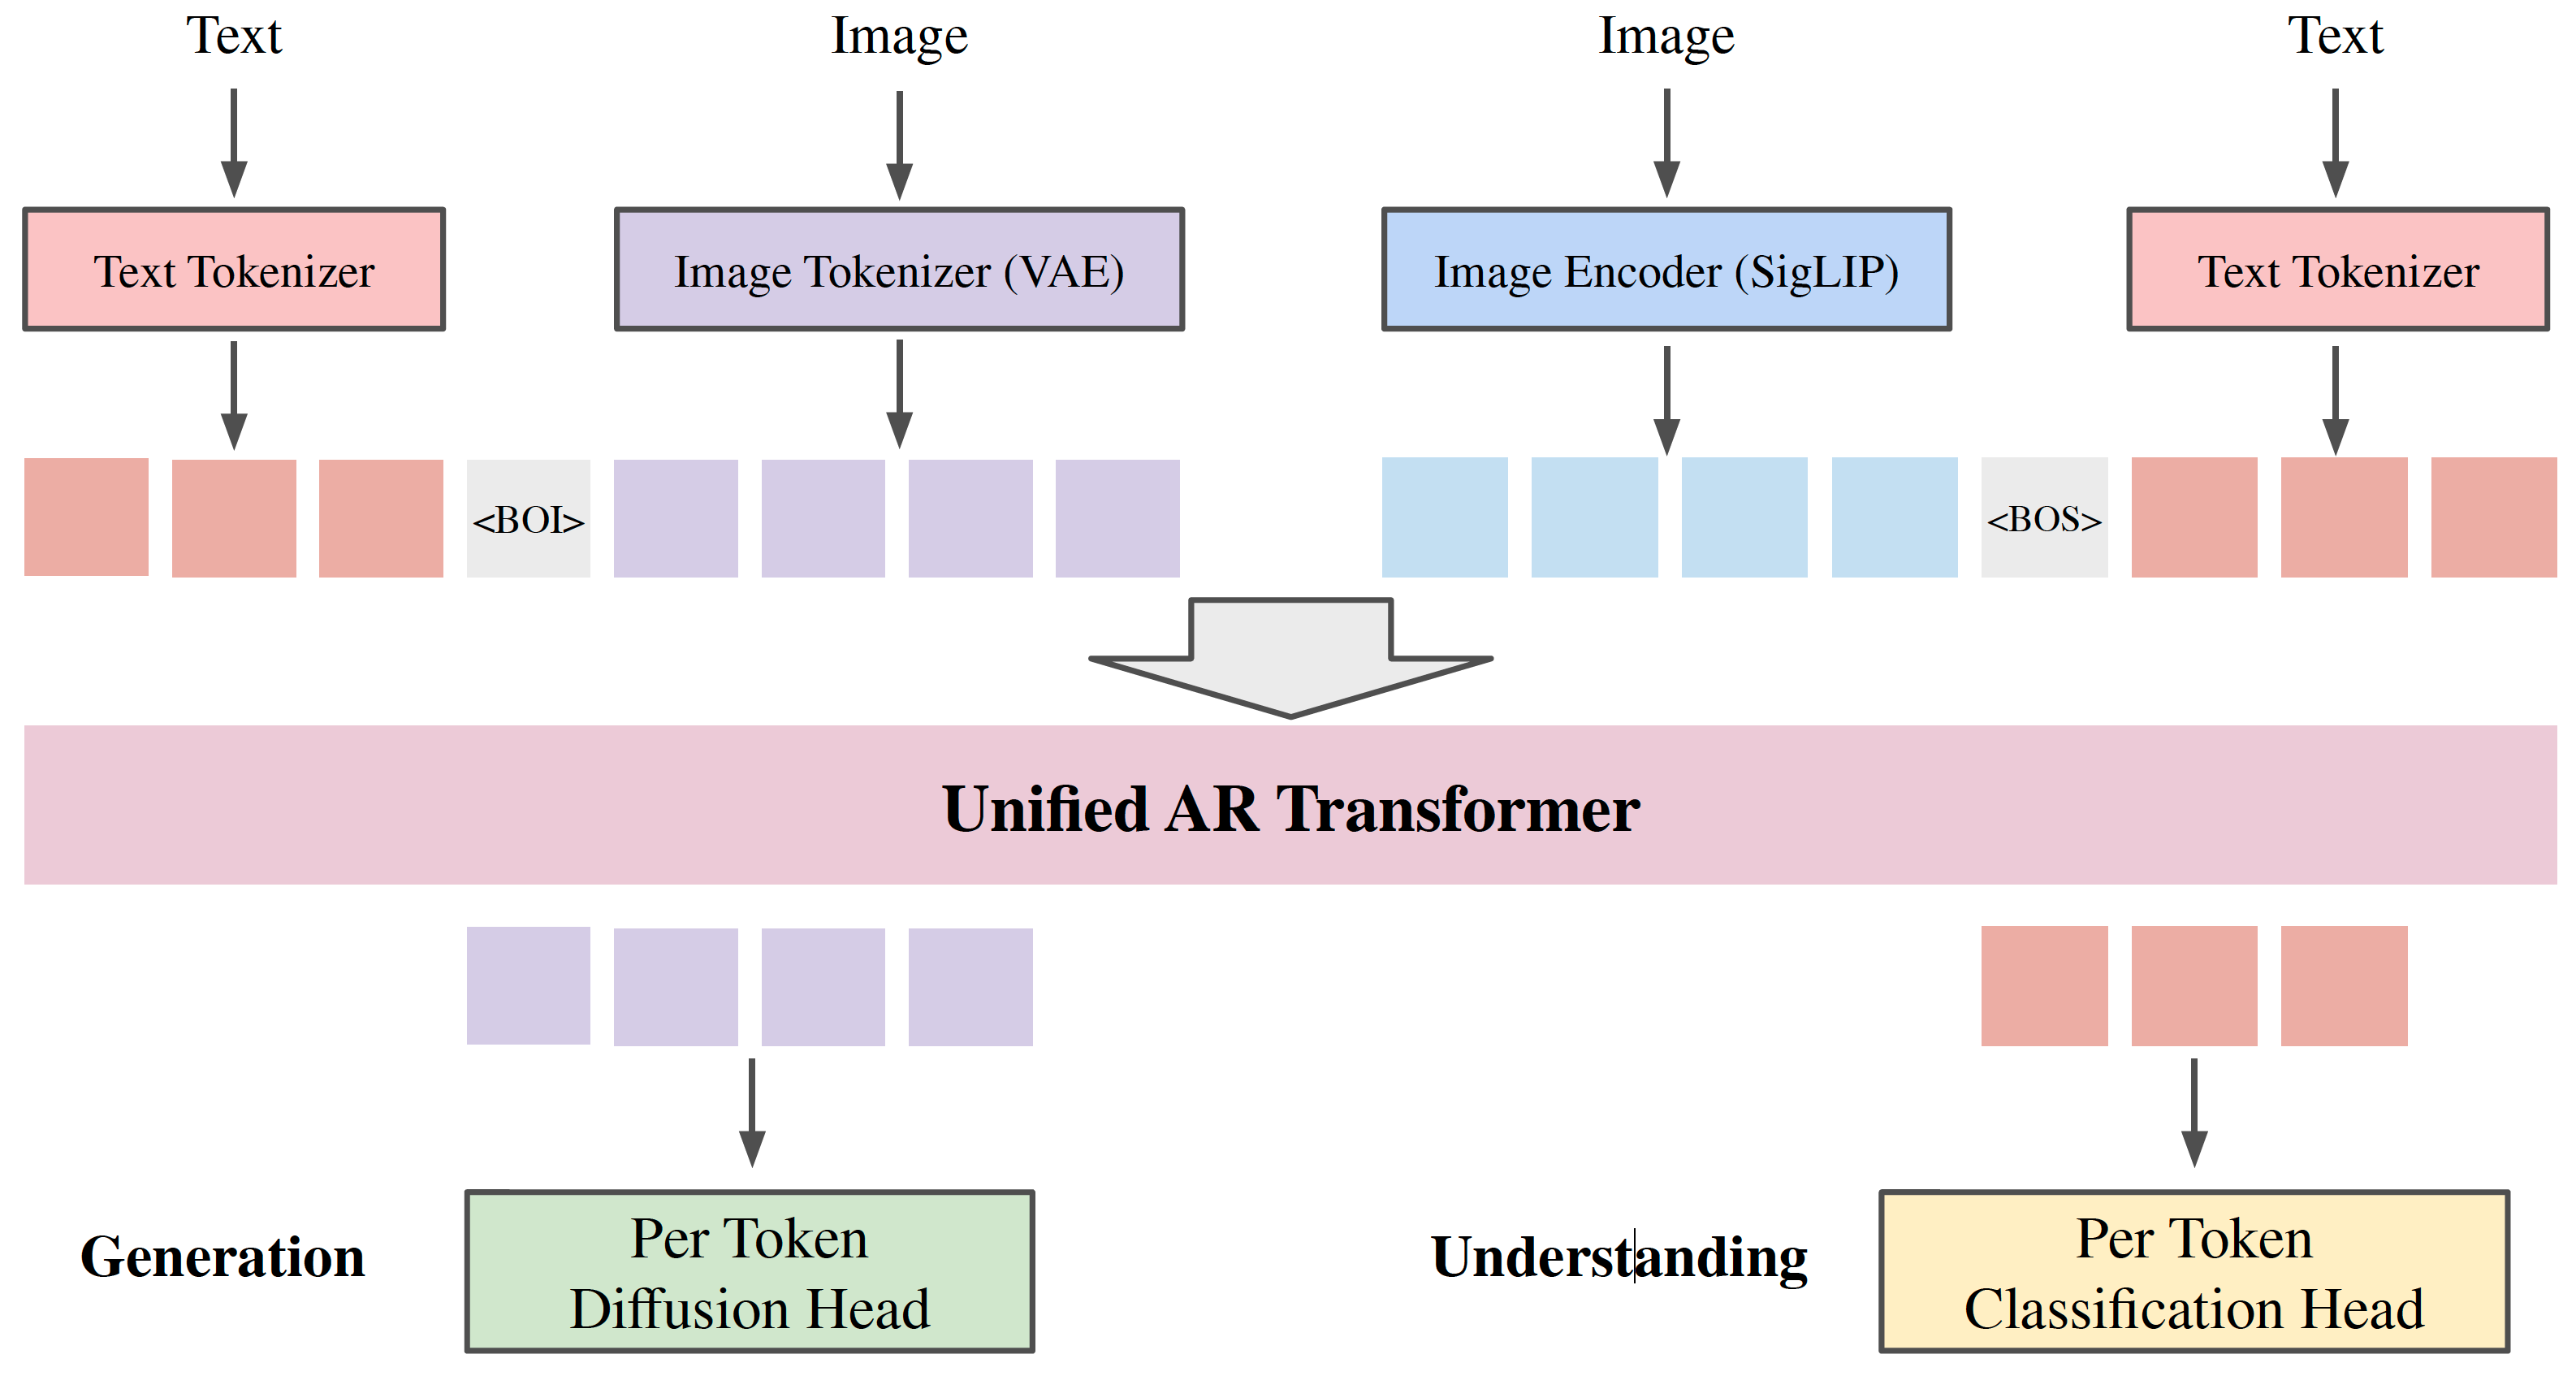 Text
Image
Image
Text
Text Tokenizer
Image Tokenizer (VAE)
Image Encoder (SigLIP)
Text Tokenizer
<BOI>
<BOS>
Unified AR Transformer
Generation
Per Token
Diffusion Head
Understanding
Per Token
Classification Head